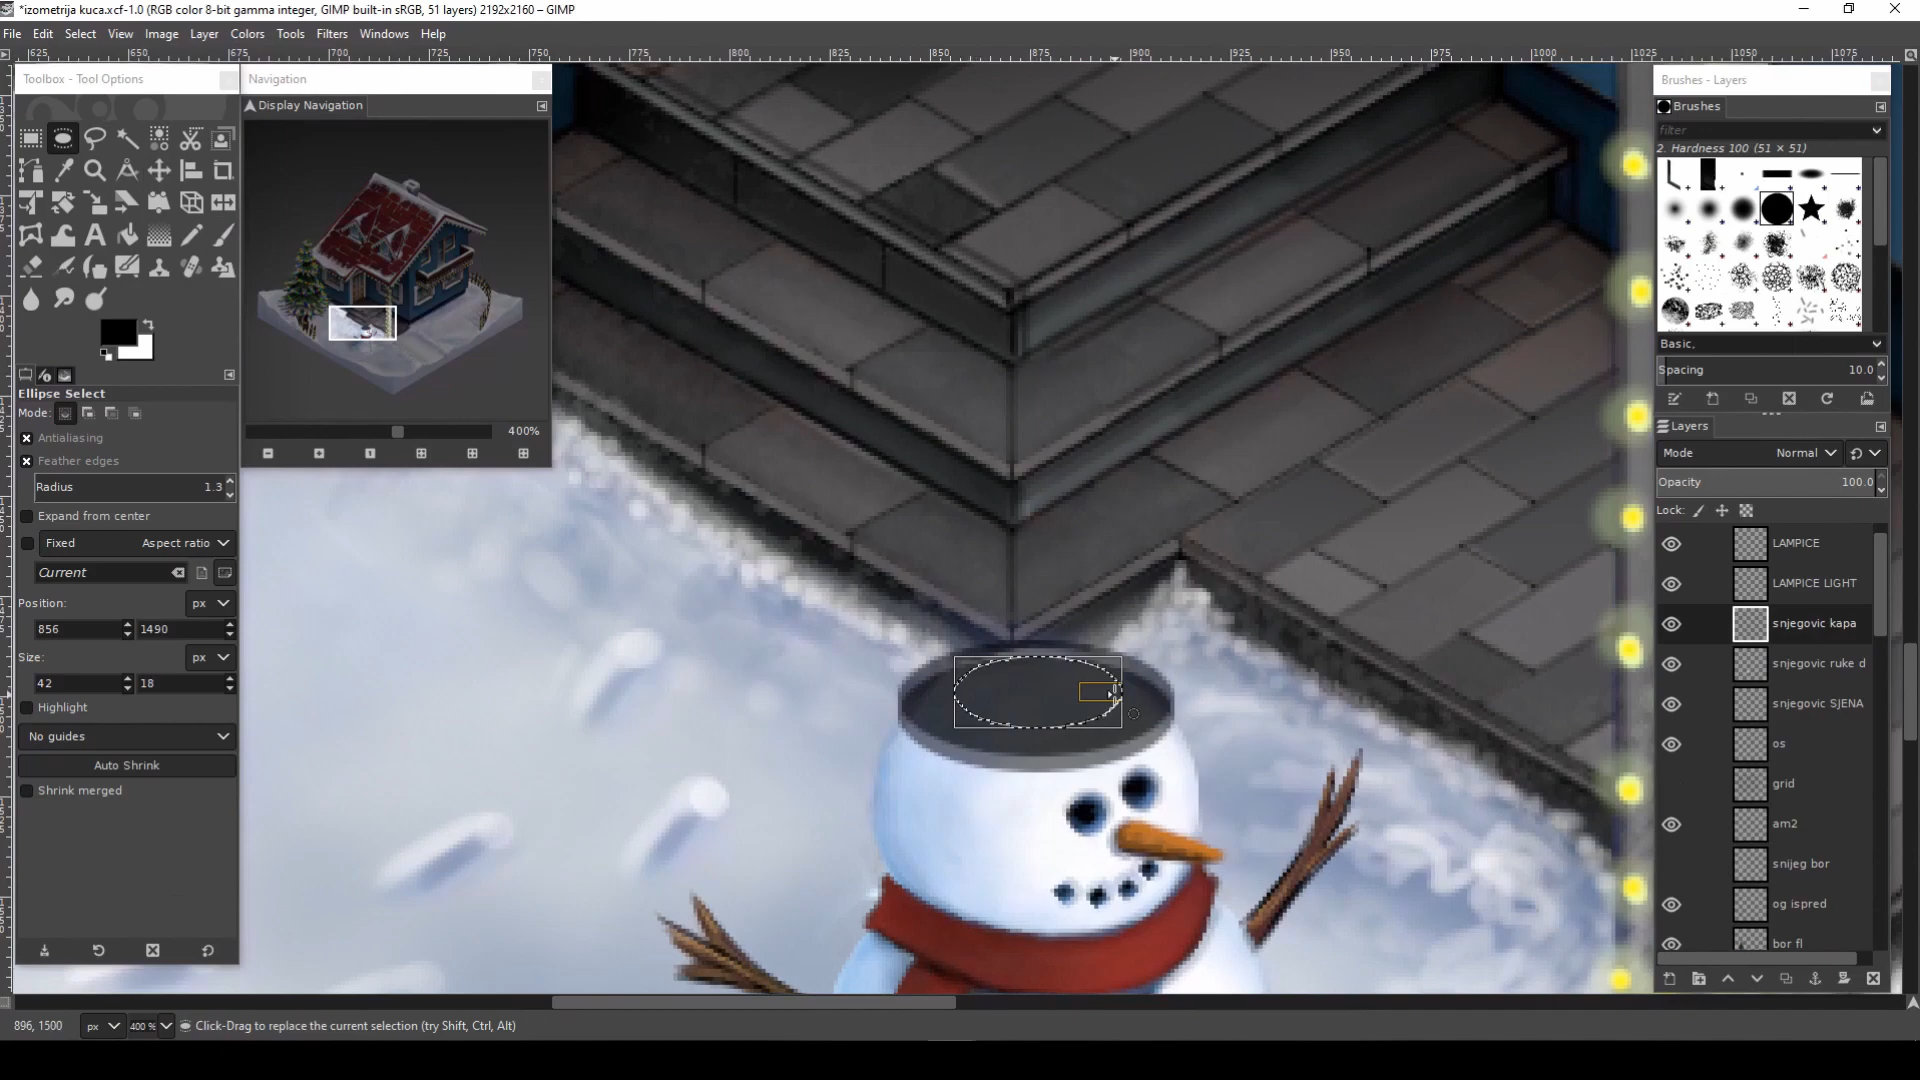 *izometrija kuca.xcf-1.0 (RGB color 8-bit gamma integer, GIMP built-in sRGB, 51 layers) 2192x2160 – GIMP
File Edit Select View Image Layer Colors Tools Filters Windows Help
625 650 675 700 725 750 775 800 825 850 875 900 925 950 975 1000 1025 1050 1075
Toolbox - Tool Options
Navigation
Display Navigation
400%
Ellipse Select
Mode:
Antialiasing
Feather edges
Radius 1.3
Expand from center
Fixed Aspect ratio
Current
Position: px
856 1490
Size: px
42 18
Highlight
No guides
Auto Shrink
Shrink merged
Brushes - Layers
Brushes
filter
2. Hardness 100 (51 × 51)
Basic,
Spacing 10.0
Layers
Mode Normal
Opacity 100.0
Lock:
LAMPICE
LAMPICE LIGHT
snjegovic kapa
snjegovic ruke d
snjegovic SJENA
os
grid
am2
snijeg bor
og ispred
bor fl
896, 1500 px 400 % Click-Drag to replace the current selection (try Shift, Ctrl, Alt)